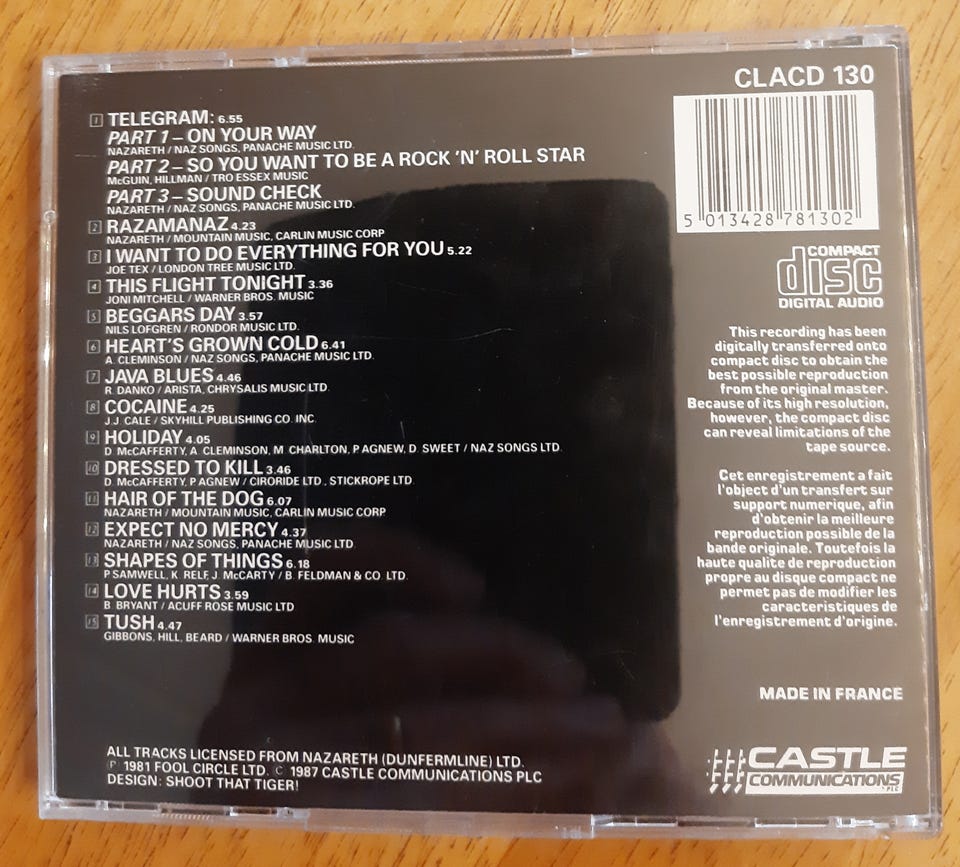 CLACD 130
1 TELEGRAM: 6.55
PART 1 – ON YOUR WAY
NAZARETH / NAZ SONGS, PANACHE MUSIC LTD.
PART 2 – SO YOU WANT TO BE A ROCK 'N' ROLL STAR
McGUIN, HILLMAN / TRO ESSEX MUSIC
PART 3 – SOUND CHECK
NAZARETH / NAZ SONGS, PANACHE MUSIC LTD.
2 RAZAMANAZ 4.23
NAZARETH / MOUNTAIN MUSIC, CARLIN MUSIC CORP
3 I WANT TO DO EVERYTHING FOR YOU 5.22
JOE TEX / LONDON TREE MUSIC LTD.
4 THIS FLIGHT TONIGHT 3.36
JONI MITCHELL / WARNER BROS. MUSIC
5 BEGGARS DAY 3.57
NILS LOFGREN / RONDOR MUSIC LTD.
6 HEART'S GROWN COLD 6.41
A. CLEMINSON / NAZ SONGS, PANACHE MUSIC LTD.
7 JAVA BLUES 4.46
R. DANKO / ARISTA, CHRYSALIS MUSIC LTD.
8 COCAINE 4.25
J.J. CALE / SKYHILL PUBLISHING CO. INC.
9 HOLIDAY 4.05
D. McCAFFERTY, A. CLEMINSON, M. CHARLTON, P. AGNEW, D. SWEET / NAZ SONGS LTD.
10 DRESSED TO KILL 3.46
D. McCAFFERTY, P. AGNEW / CIRORIDE LTD., STICKROPE LTD.
11 HAIR OF THE DOG 6.07
NAZARETH / MOUNTAIN MUSIC, CARLIN MUSIC CORP
12 EXPECT NO MERCY 4.37
NAZARETH / NAZ SONGS, PANACHE MUSIC LTD.
13 SHAPES OF THINGS 6.18
P. SAMWELL, K. RELF, J. McCARTY / B. FELDMAN & CO. LTD.
14 LOVE HURTS 3.59
B. BRYANT / ACUFF ROSE MUSIC LTD
15 TUSH 4.47
GIBBONS, HILL, BEARD / WARNER BROS. MUSIC
ALL TRACKS LICENSED FROM NAZARETH (DUNFERMLINE) LTD.
℗ 1981 FOOL CIRCLE LTD. © 1987 CASTLE COMMUNICATIONS PLC
DESIGN: SHOOT THAT TIGER!
5 013428 781302
COMPACT
disc
DIGITAL AUDIO
This recording has been
digitally transferred onto
compact disc to obtain the
best possible reproduction
from the original master.
Because of its high resolution,
however, the compact disc
can reveal limitations of the
tape source.
Cet enregistrement a fait
l'object d'un transfert sur
support numerique, afin
d'obtenir la meilleure
reproduction possible de la
bande originale. Toutefois la
haute qualite de reproduction
propre au disque compact ne
permet pas de modifier les
caracteristiques de
l'enregistrement d'origine.
MADE IN FRANCE
CASTLE
COMMUNICATIONS
PLC